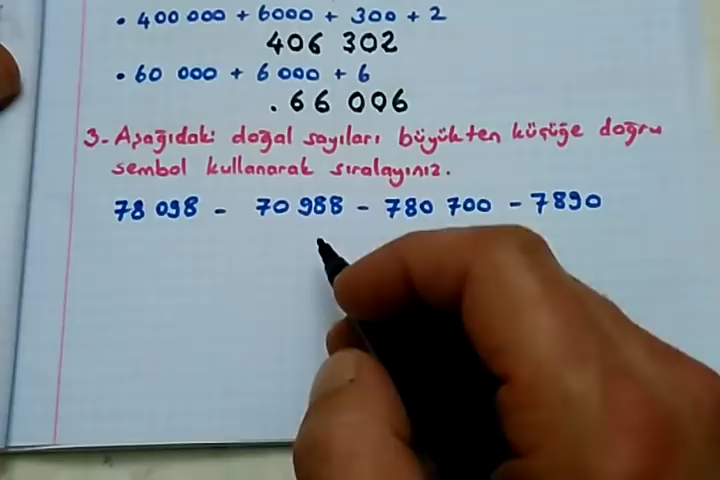 • 400 000 + 6000 + 300 + 2
406 302
• 60 000 + 6 000 + 6
. 66 006
3- Aşağıdaki doğal sayıları büyükten küçüğe doğru
sembol kullanarak sıralayınız.
78 098 - 70 988 - 780 700 - 7890